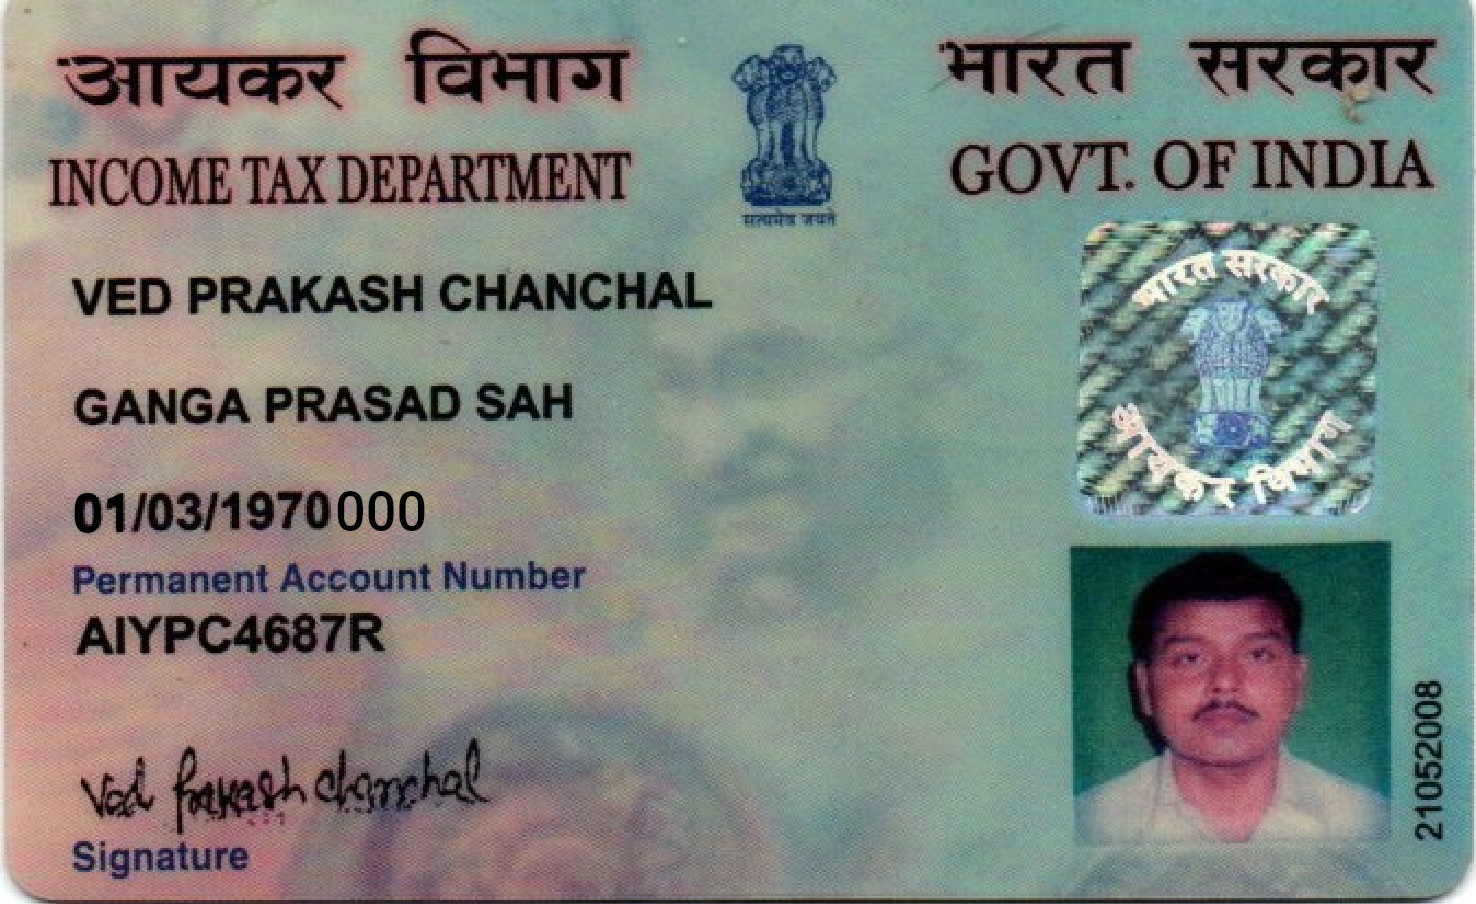 आयकर विभाग
भारत सरकार
INCOME TAX DEPARTMENT
GOVT. OF INDIA
सत्यमेव जयते
VED PRAKASH CHANCHAL
GANGA PRASAD SAH
01/03/1970000
Permanent Account Number
AIYPC4687R
Ved Prakash Chanchal
Signature
भारत सरकार
आयकर विभाग
21052008